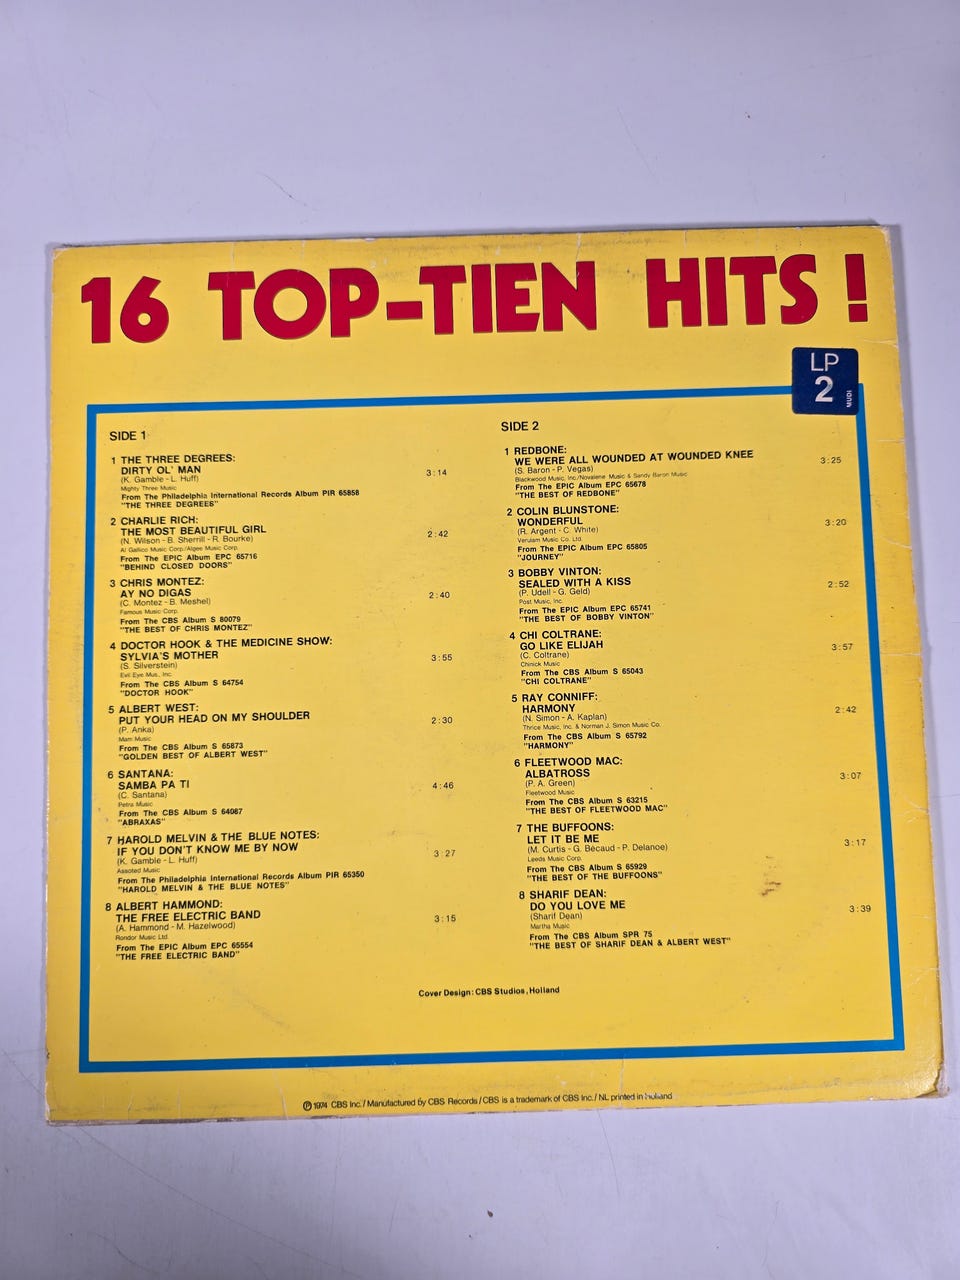 16 TOP-TIEN HITS!
LP
2
MUDI
SIDE 1
1 THE THREE DEGREES:
DIRTY OL' MAN 3:14
(K. Gamble - L. Huff)
Mighty Three Music
From The Philadelphia International Records Album PIR 65858
"THE THREE DEGREES"
2 CHARLIE RICH:
THE MOST BEAUTIFUL GIRL 2:42
(N. Wilson - B. Sherrill - R. Bourke)
Al Gallico Music Corp./Algee Music Corp.
From The EPIC Album EPC 65716
"BEHIND CLOSED DOORS"
3 CHRIS MONTEZ:
AY NO DIGAS 2:40
(C. Montez - B. Meshel)
Famous Music Corp.
From The CBS Album S 80079
"THE BEST OF CHRIS MONTEZ"
4 DOCTOR HOOK & THE MEDICINE SHOW:
SYLVIA'S MOTHER 3:55
(S. Silverstein)
Evil Eye Mus., Inc.
From The CBS Album S 64754
"DOCTOR HOOK"
5 ALBERT WEST:
PUT YOUR HEAD ON MY SHOULDER 2:30
(P. Anka)
Mam Music
From The CBS Album S 65873
"GOLDEN BEST OF ALBERT WEST"
6 SANTANA:
SAMBA PA TI 4:46
(C. Santana)
Petra Music
From The CBS Album S 64087
"ABRAXAS"
7 HAROLD MELVIN & THE BLUE NOTES:
IF YOU DON'T KNOW ME BY NOW 3:27
(K. Gamble - L. Huff)
Assoted Music
From The Philadelphia International Records Album PIR 65350
"HAROLD MELVIN & THE BLUE NOTES"
8 ALBERT HAMMOND:
THE FREE ELECTRIC BAND 3:15
(A. Hammond - M. Hazelwood)
Rondor Music Ltd.
From The EPIC Album EPC 65554
"THE FREE ELECTRIC BAND"
SIDE 2
1 REDBONE:
WE WERE ALL WOUNDED AT WOUNDED KNEE 3:25
(S. Baron - P. Vegas)
Blackwood Music, Inc./Novalene Music & Sandy Baron Music
From The EPIC Album EPC 65678
"THE BEST OF REDBONE"
2 COLIN BLUNSTONE:
WONDERFUL 3:20
(R. Argent - C. White)
Verulam Music Co. Ltd.
From The EPIC Album EPC 65805
"JOURNEY"
3 BOBBY VINTON:
SEALED WITH A KISS 2:52
(P. Udell - G. Geld)
Post Music, Inc.
From The EPIC Album EPC 65741
"THE BEST OF BOBBY VINTON"
4 CHI COLTRANE:
GO LIKE ELIJAH 3:57
(C. Coltrane)
Chinick Music
From The CBS Album S 65043
"CHI COLTRANE"
5 RAY CONNIFF:
HARMONY 2:42
(N. Simon - A. Kaplan)
Thrice Music, Inc. & Norman J. Simon Music Co.
From The CBS Album S 65792
"HARMONY"
6 FLEETWOOD MAC:
ALBATROSS 3:07
(P. A. Green)
Fleetwood Music
From The CBS Album S 63215
"THE BEST OF FLEETWOOD MAC"
7 THE BUFFOONS:
LET IT BE ME 3:17
(M. Curtis - G. Bécaud - P. Delanoe)
Leeds Music Corp.
From The CBS Album S 65929
"THE BEST OF THE BUFFOONS"
8 SHARIF DEAN:
DO YOU LOVE ME 3:39
(Sharif Dean)
Martha Music
From The CBS Album SPR 75
"THE BEST OF SHARIF DEAN & ALBERT WEST"
Cover Design: CBS Studios, Holland
℗ 1974 CBS Inc./ Manufactured by CBS Records / CBS is a trademark of CBS Inc./ NL printed in Holland